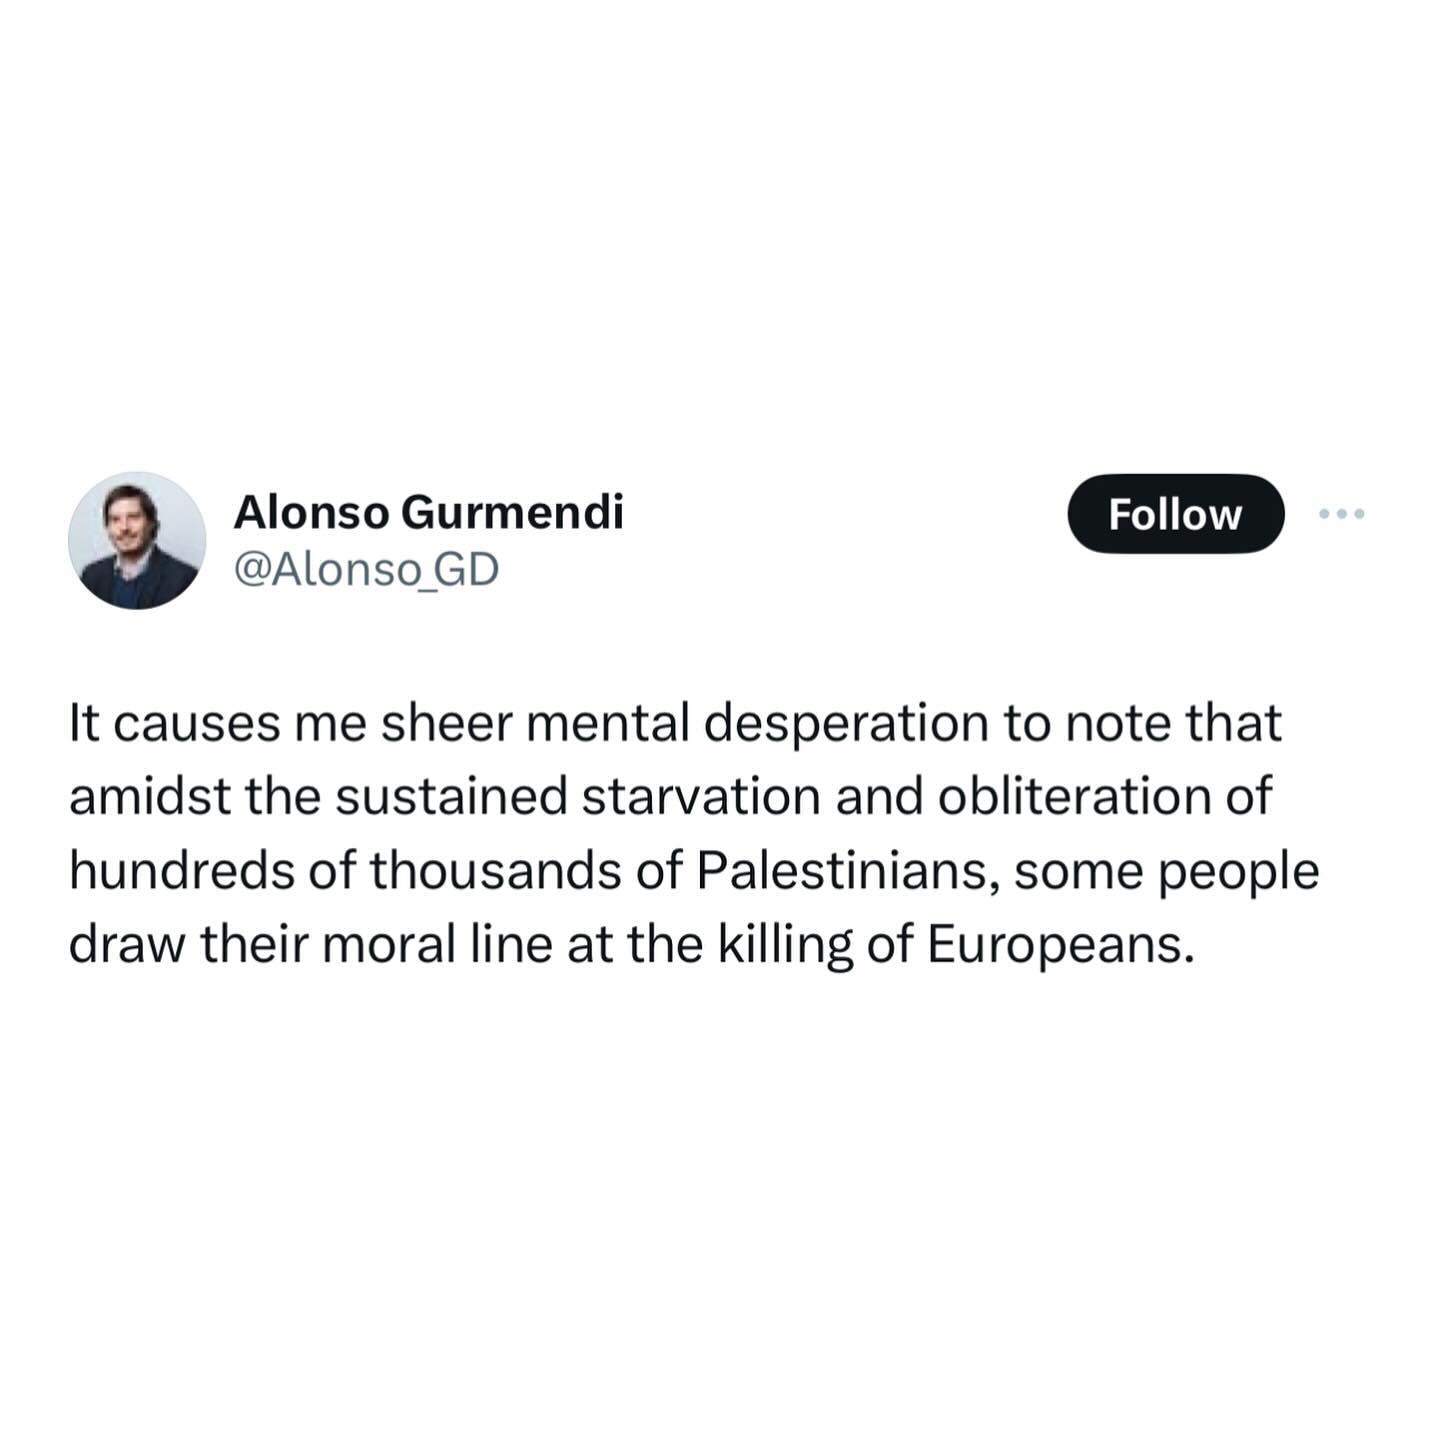 Alonso Gurmendi
@Alonso_GD
Follow
It causes me sheer mental desperation to note that
amidst the sustained starvation and obliteration of
hundreds of thousands of Palestinians, some people
draw their moral line at the killing of Europeans.